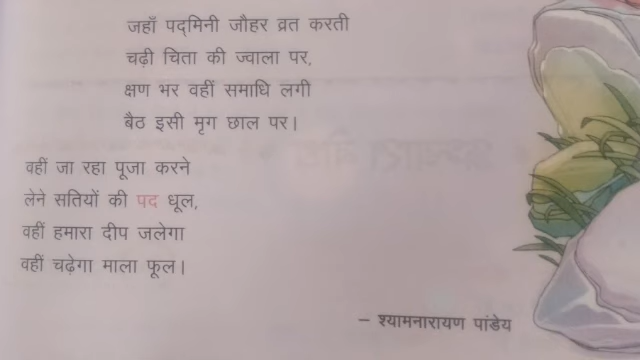 जहाँ पद्‌मिनी जौहर व्रत करती
चढ़ी चिता की ज्वाला पर,
क्षण भर वहीं समाधि लगी
बैठ इसी मृग छाल पर।
वहीं जा रहा पूजा करने
लेने सतियों की पद धूल,
वहीं हमारा दीप जलेगा
वहीं चढ़ेगा माला फूल।
– श्यामनारायण पांडेय